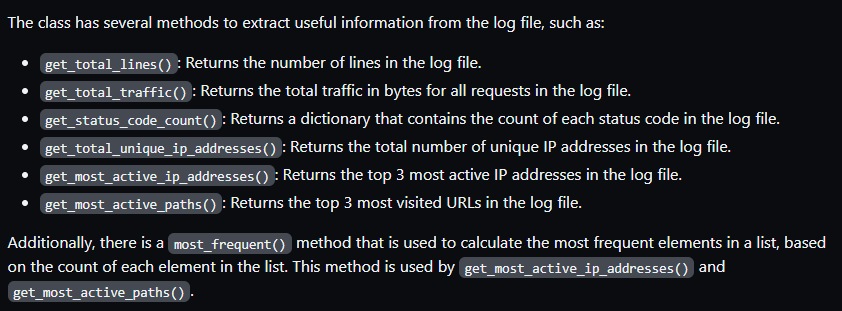 The class has several methods to extract useful information from the log file, such as:
• get_total_lines(): Returns the number of lines in the log file.
• get_total_traffic(): Returns the total traffic in bytes for all requests in the log file.
• get_status_code_count(): Returns a dictionary that contains the count of each status code in the log file.
• get_total_unique_ip_addresses(): Returns the total number of unique IP addresses in the log file.
• get_most_active_ip_addresses(): Returns the top 3 most active IP addresses in the log file.
• get_most_active_paths(): Returns the top 3 most visited URLs in the log file.
Additionally, there is a most_frequent() method that is used to calculate the most frequent elements in a list, based
on the count of each element in the list. This method is used by get_most_active_ip_addresses() and
get_most_active_paths().